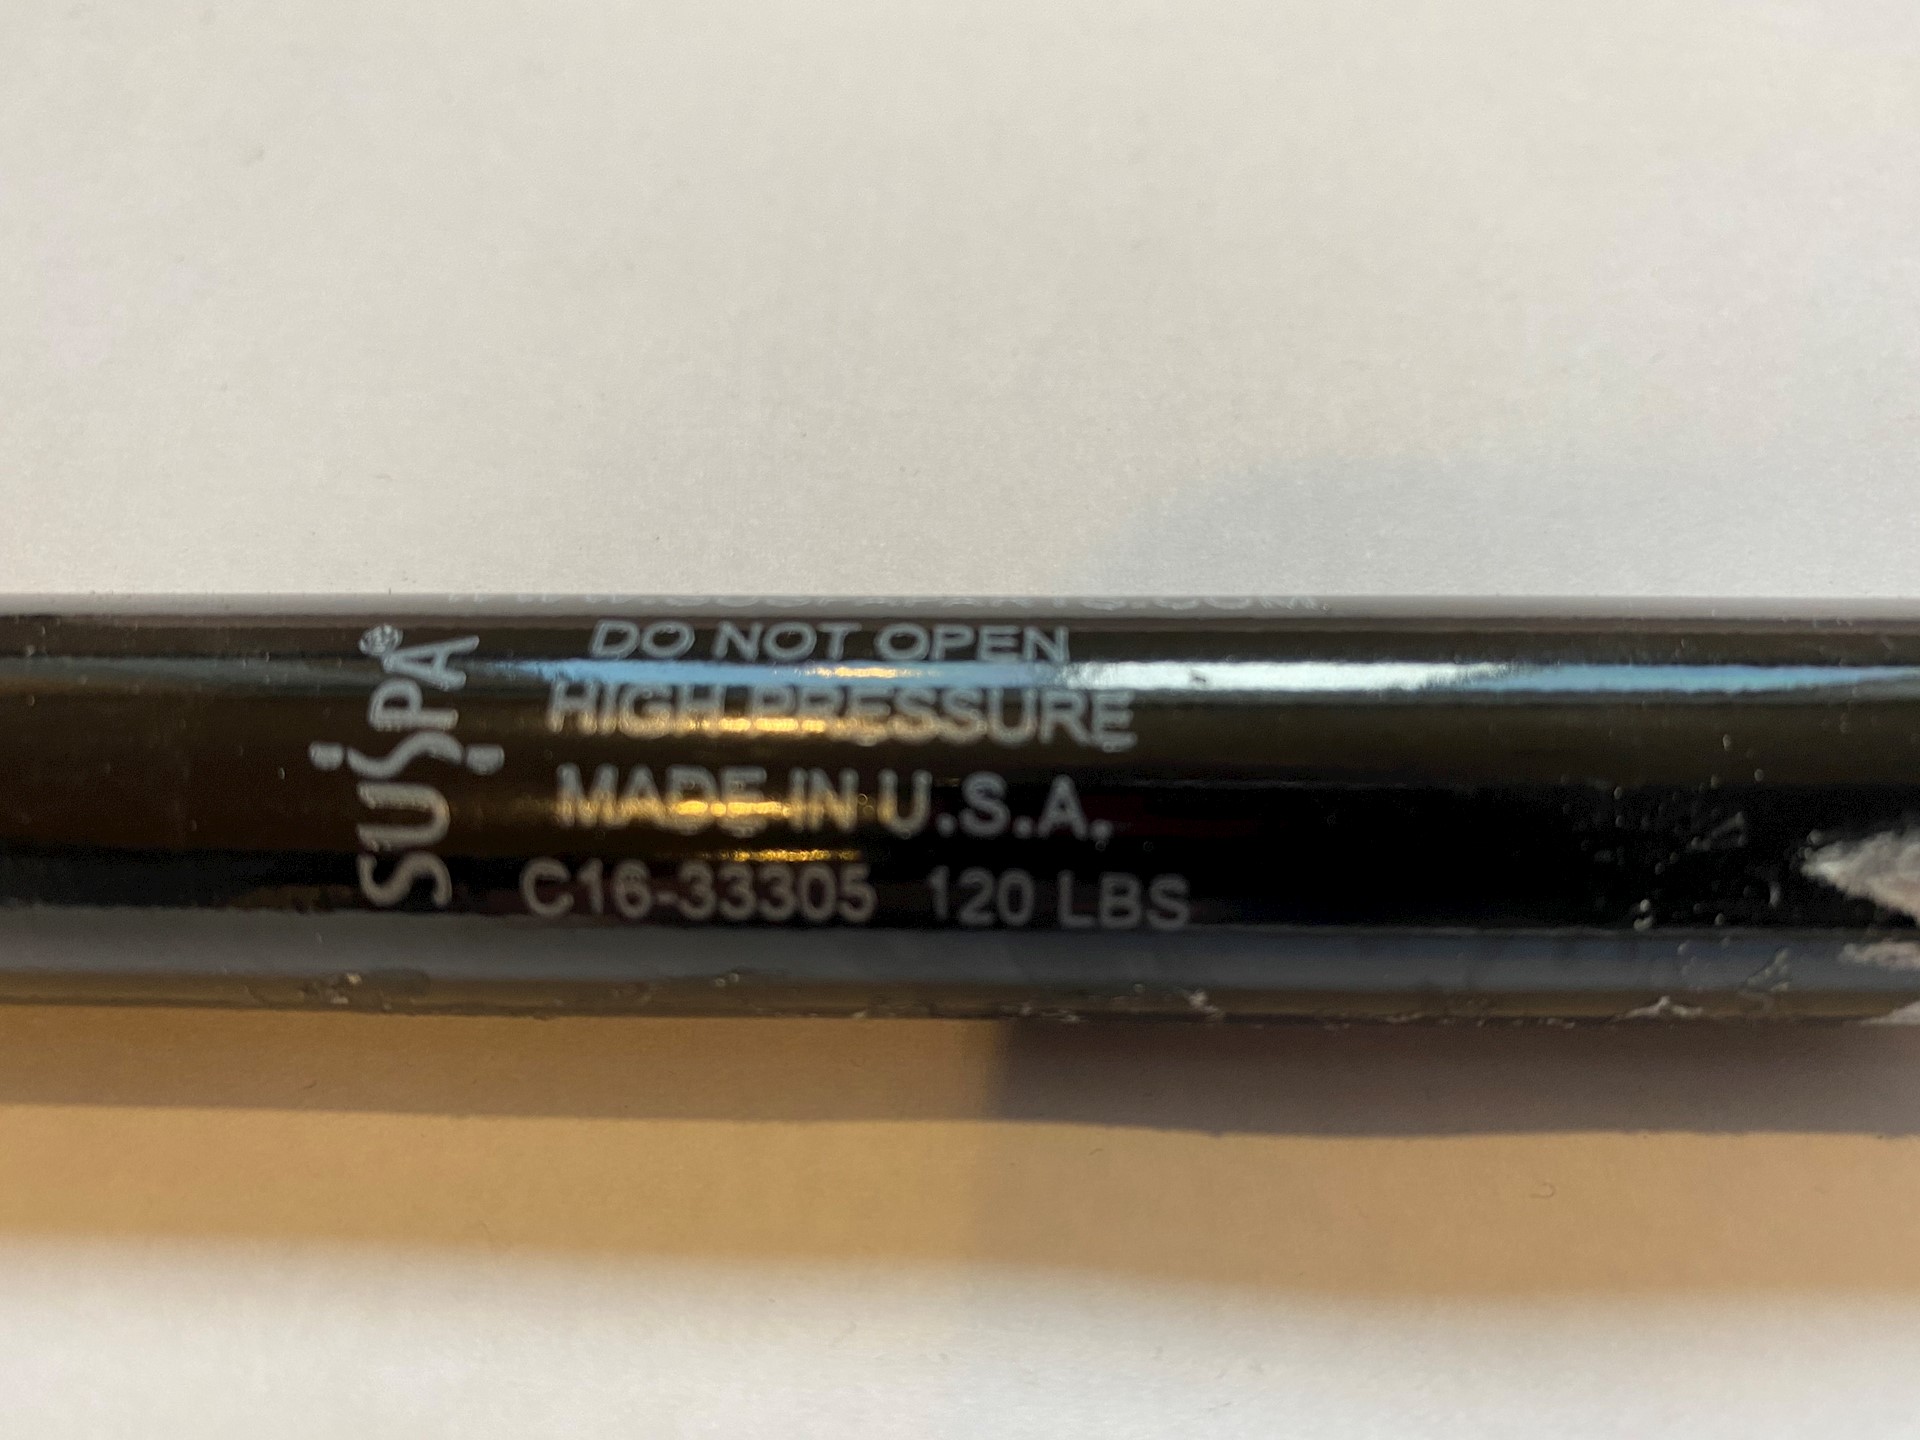 SUSPA®
DO NOT OPEN
HIGH PRESSURE
MADE IN U.S.A.
C16-33305 120 LBS